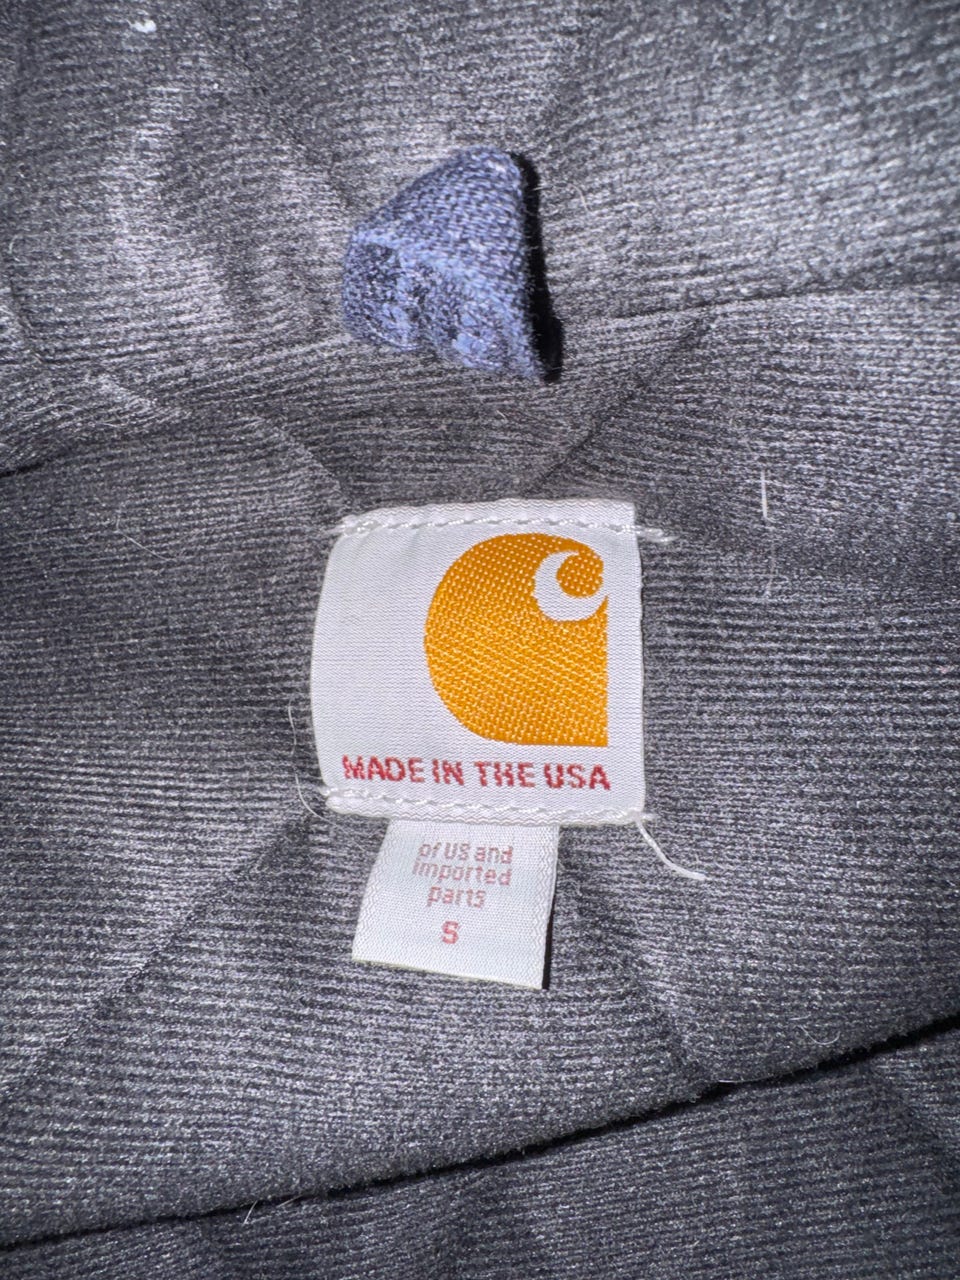 MADE IN THE USA
of US and
imported
parts
S